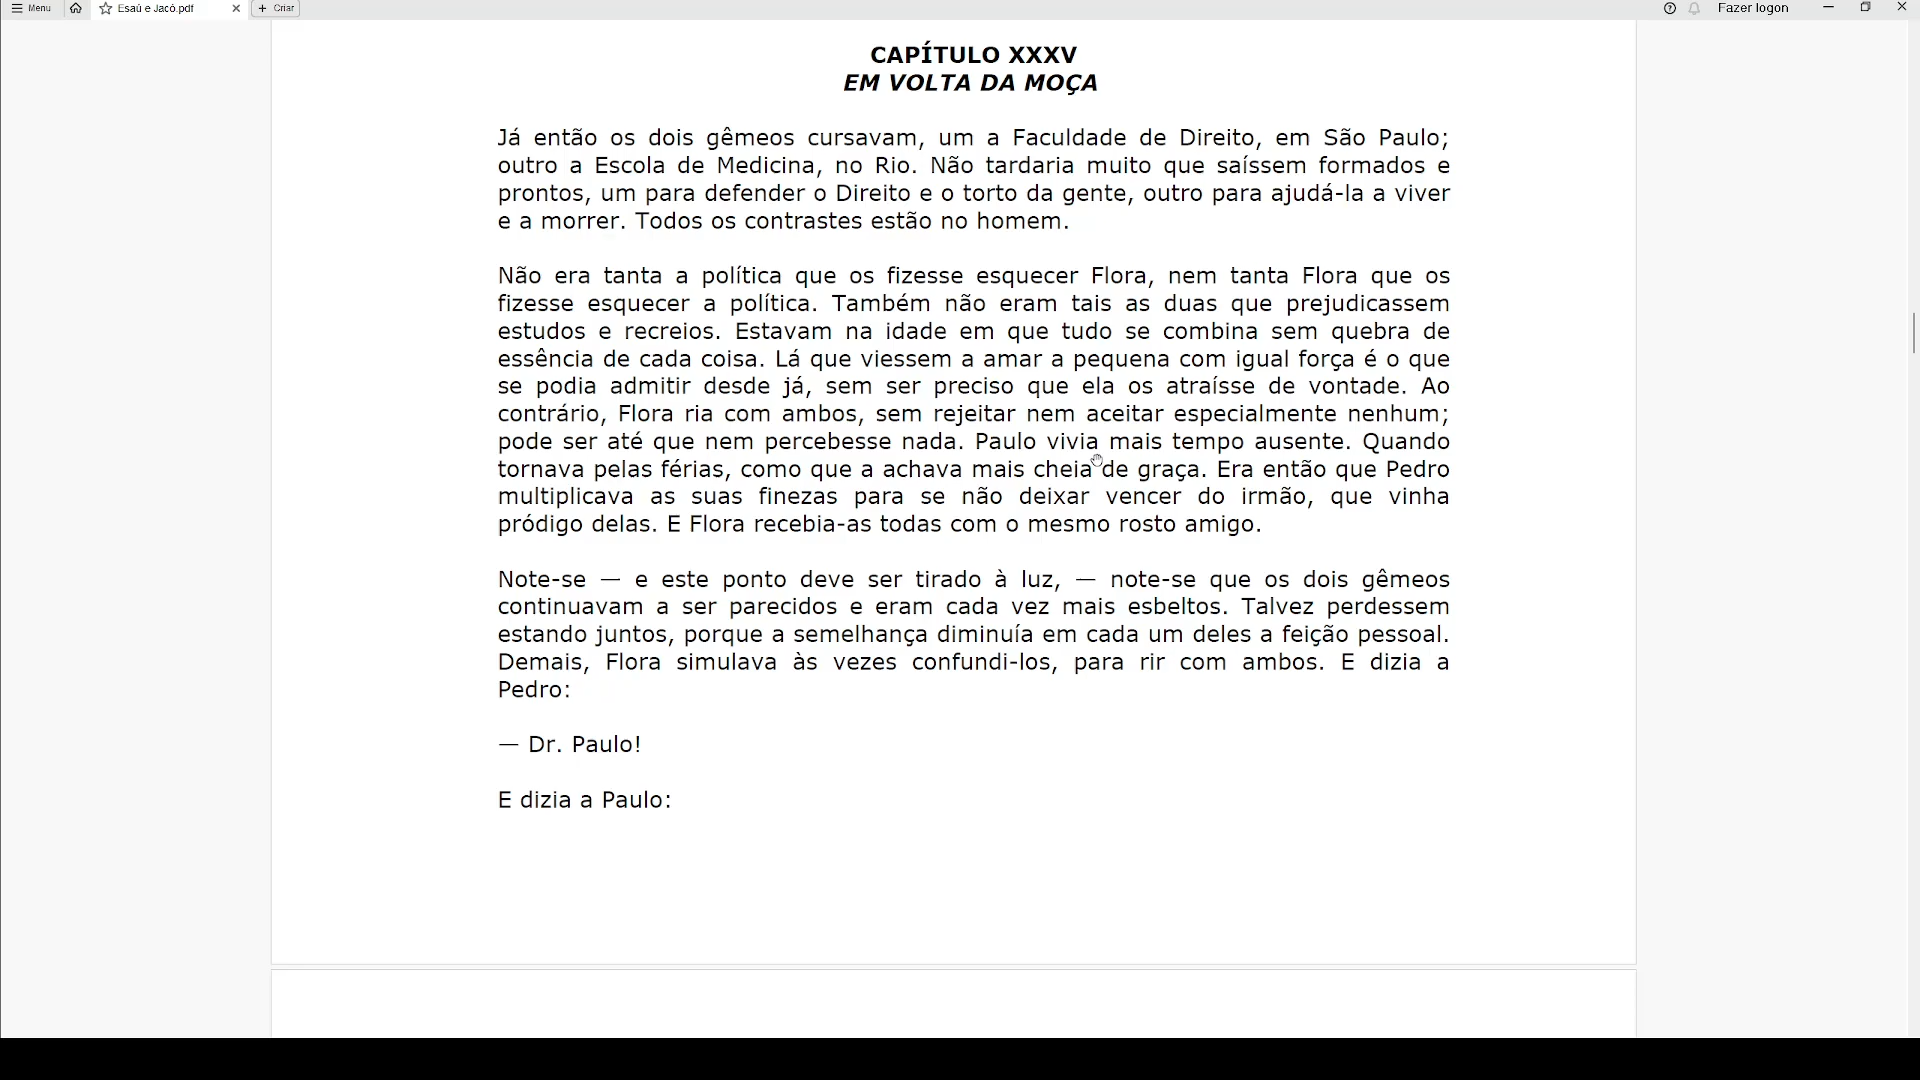 Menu
Esaú e Jacó.pdf
+ Criar
Fazer logon
CAPÍTULO XXXV
EM VOLTA DA MOÇA
Já então os dois gêmeos cursavam, um a Faculdade de Direito, em São Paulo;
outro a Escola de Medicina, no Rio. Não tardaria muito que saíssem formados e
prontos, um para defender o Direito e o torto da gente, outro para ajudá-la a viver
e a morrer. Todos os contrastes estão no homem.
Não era tanta a política que os fizesse esquecer Flora, nem tanta Flora que os
fizesse esquecer a política. Também não eram tais as duas que prejudicassem
estudos e recreios. Estavam na idade em que tudo se combina sem quebra de
essência de cada coisa. Lá que viessem a amar a pequena com igual força é o que
se podia admitir desde já, sem ser preciso que ela os atraísse de vontade. Ao
contrário, Flora ria com ambos, sem rejeitar nem aceitar especialmente nenhum;
pode ser até que nem percebesse nada. Paulo vivia mais tempo ausente. Quando
tornava pelas férias, como que a achava mais cheia de graça. Era então que Pedro
multiplicava as suas finezas para se não deixar vencer do irmão, que vinha
pródigo delas. E Flora recebia-as todas com o mesmo rosto amigo.
Note-se — e este ponto deve ser tirado à luz, — note-se que os dois gêmeos
continuavam a ser parecidos e eram cada vez mais esbeltos. Talvez perdessem
estando juntos, porque a semelhança diminuía em cada um deles a feição pessoal.
Demais, Flora simulava às vezes confundi-los, para rir com ambos. E dizia a
Pedro:
— Dr. Paulo!
E dizia a Paulo: